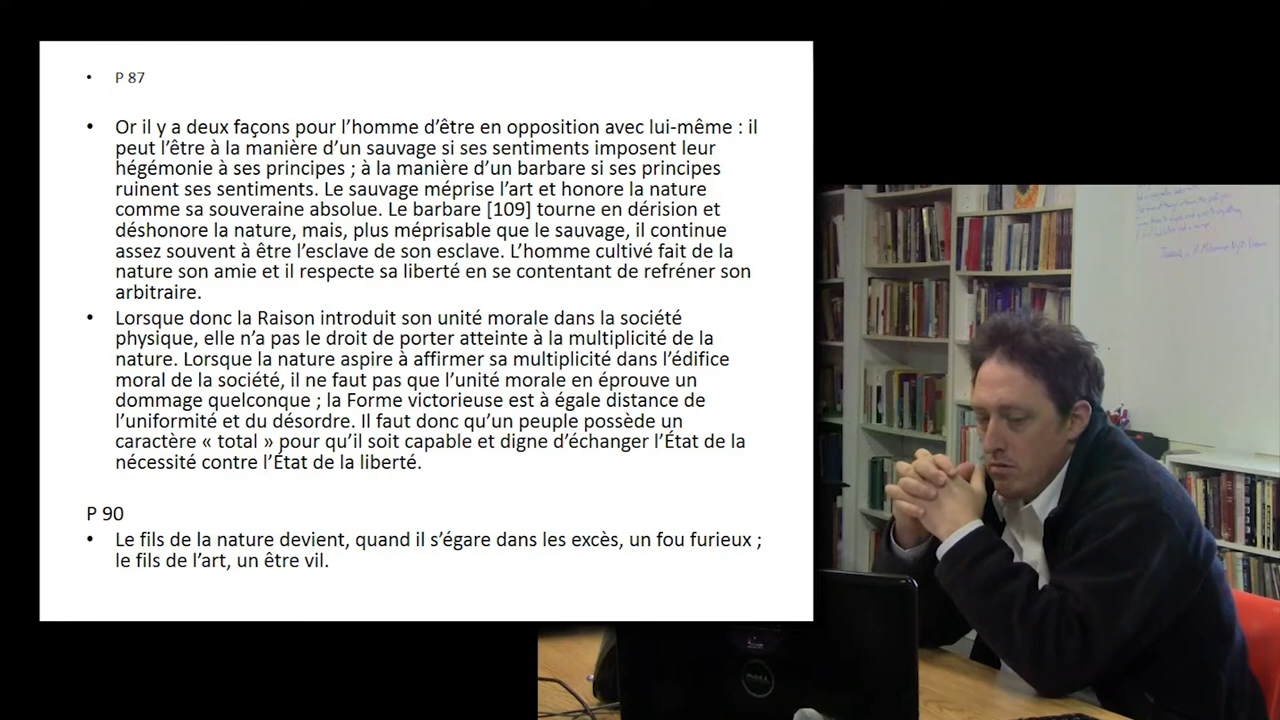 • P 87
• Or il y a deux façons pour l’homme d’être en opposition avec lui-même : il
peut l’être à la manière d’un sauvage si ses sentiments imposent leur
hégémonie à ses principes ; à la manière d’un barbare si ses principes
ruinent ses sentiments. Le sauvage méprise l’art et honore la nature
comme sa souveraine absolue. Le barbare [109] tourne en dérision et
déshonore la nature, mais, plus méprisable que le sauvage, il continue
assez souvent à être l’esclave de son esclave. L’homme cultivé fait de la
nature son amie et il respecte sa liberté en se contentant de refréner son
arbitraire.
• Lorsque donc la Raison introduit son unité morale dans la société
physique, elle n’a pas le droit de porter atteinte à la multiplicité de la
nature. Lorsque la nature aspire à affirmer sa multiplicité dans l’édifice
moral de la société, il ne faut pas que l’unité morale en éprouve un
dommage quelconque ; la Forme victorieuse est à égale distance de
l’uniformité et du désordre. Il faut donc qu’un peuple possède un
caractère « total » pour qu’il soit capable et digne d’échanger l’État de la
nécessité contre l’État de la liberté.
P 90
• Le fils de la nature devient, quand il s’égare dans les excès, un fou furieux ;
le fils de l’art, un être vil.
DELL